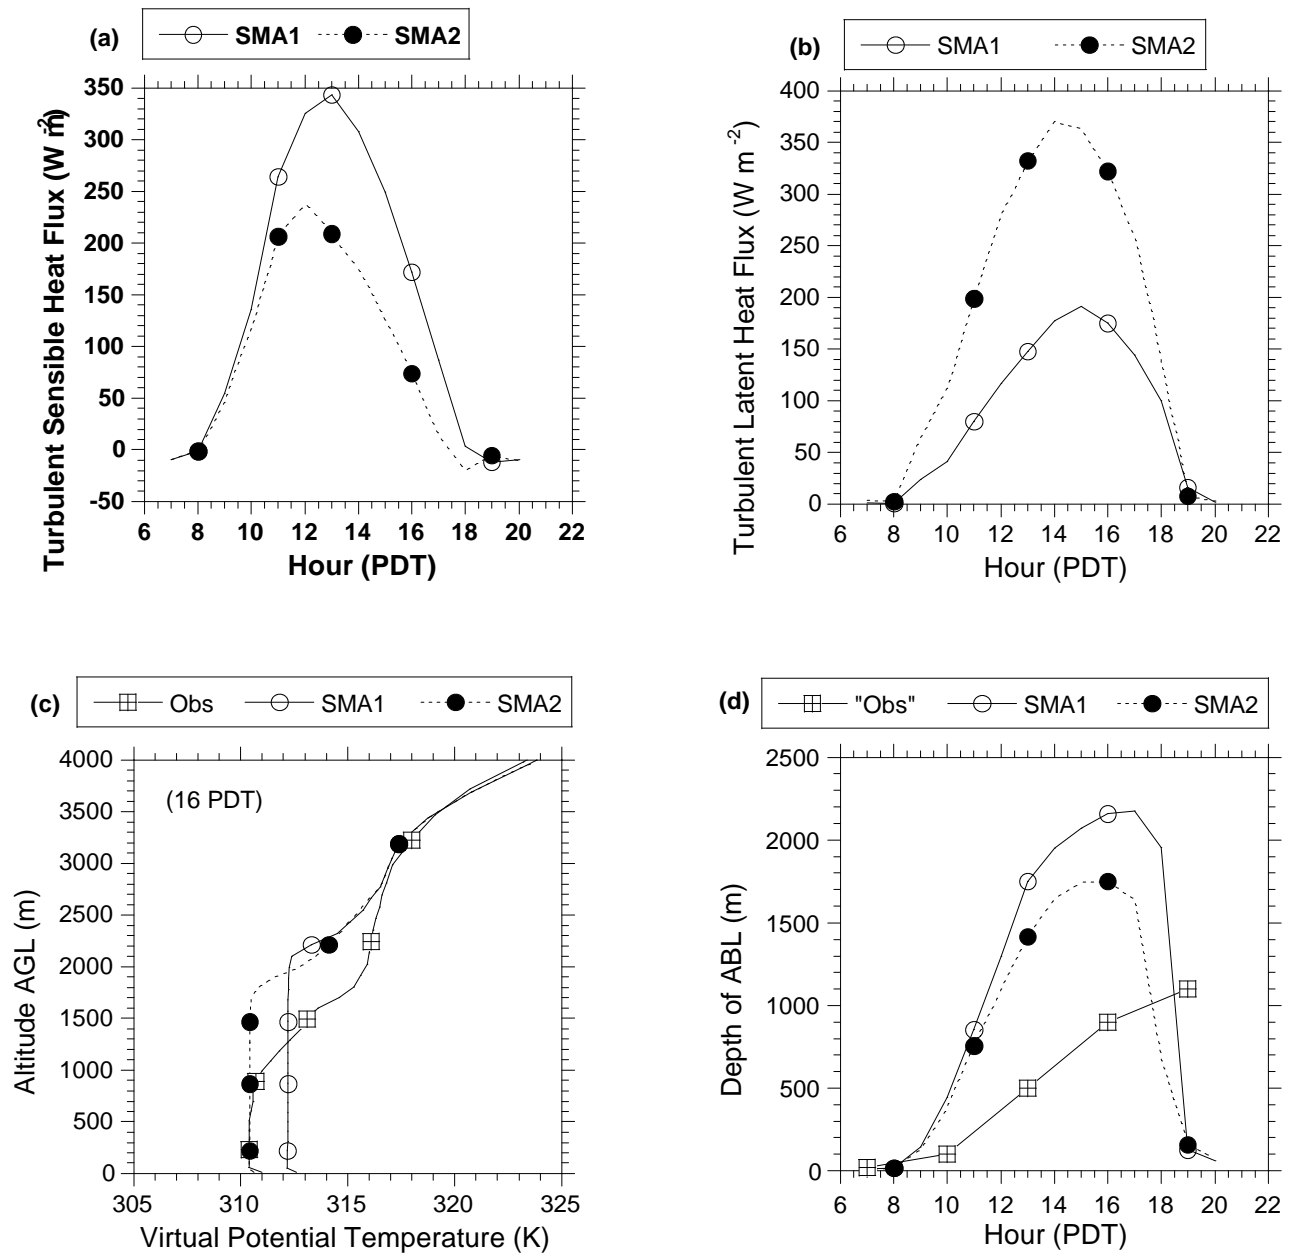 (a) SMA1 SMA2
350
300
250
200
150
100
50
0
-50
Turbulent Sensible Heat Flux (W m-2)
6 8 10 12 14 16 18 20 22
Hour (PDT)
(b) SMA1 SMA2
400
350
300
250
200
150
100
50
0
Turbulent Latent Heat Flux (W m-2)
6 8 10 12 14 16 18 20 22
Hour (PDT)
(c) Obs SMA1 SMA2
(16 PDT)
4000
3500
3000
2500
2000
1500
1000
500
0
Altitude AGL (m)
305 310 315 320 325
Virtual Potential Temperature (K)
(d) "Obs" SMA1 SMA2
2500
2000
1500
1000
500
0
Depth of ABL (m)
6 8 10 12 14 16 18 20 22
Hour (PDT)